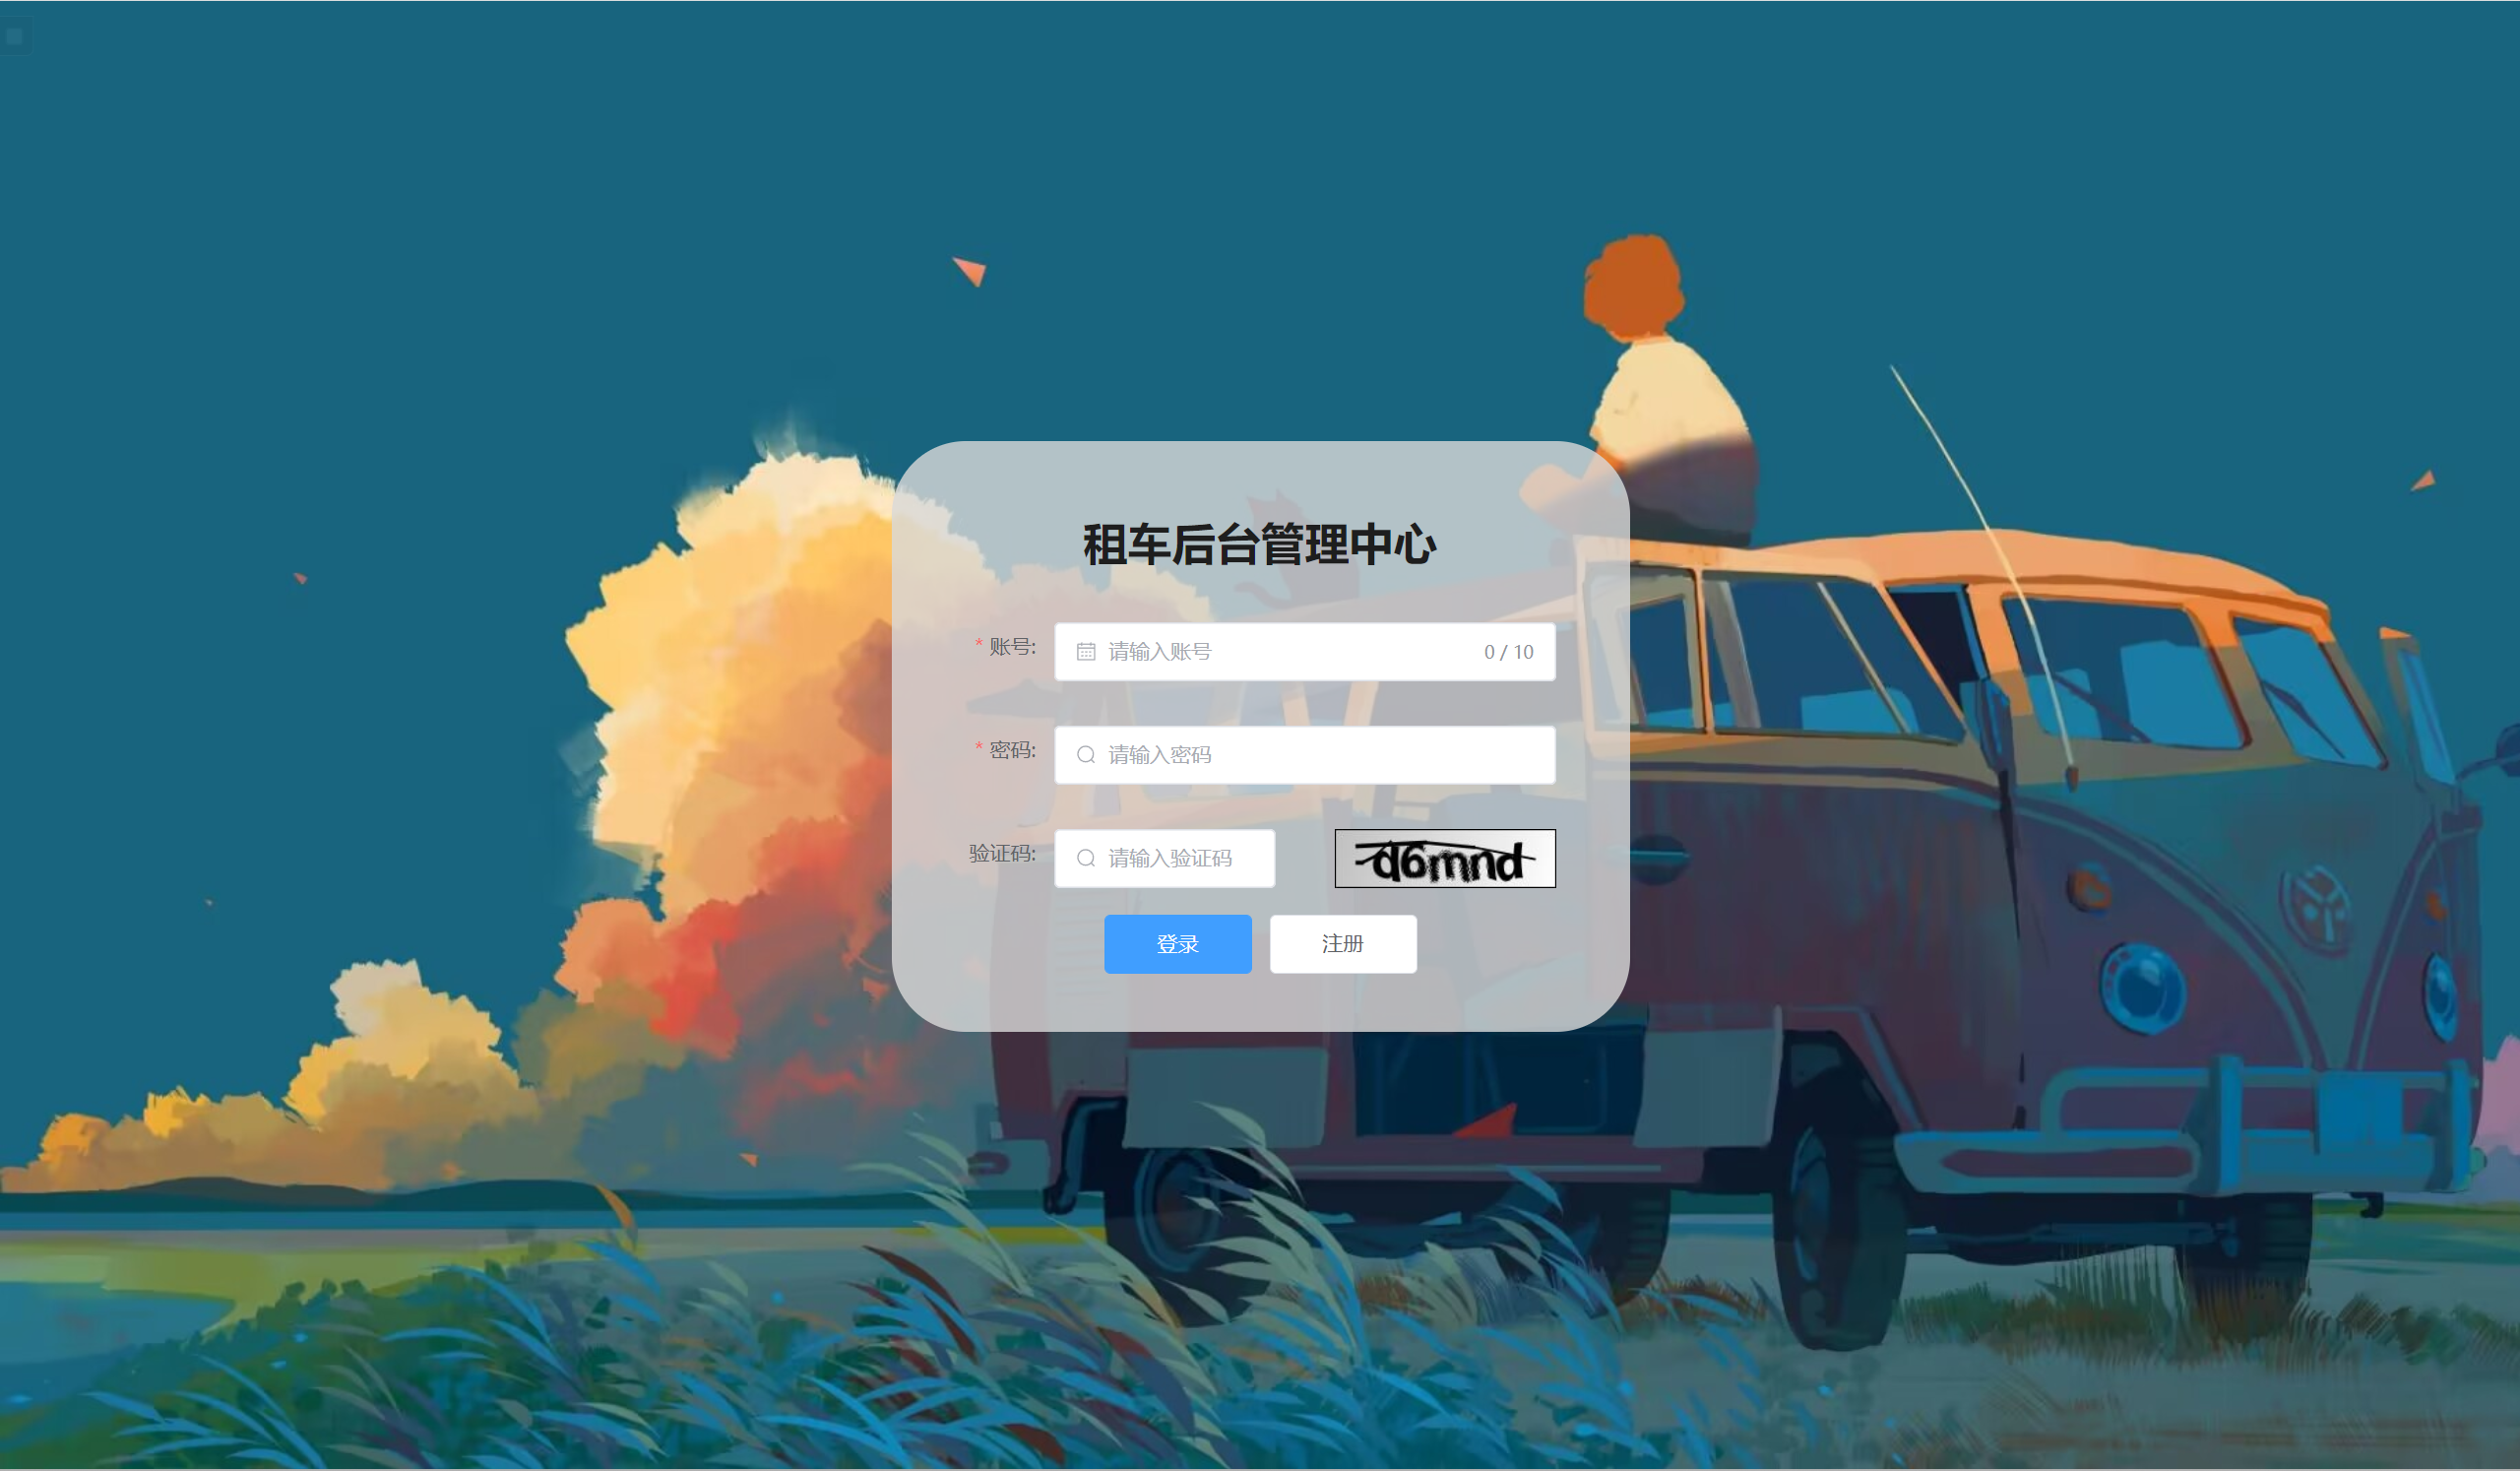 租车后台管理中心
* 账号: 请输入账号 0 / 10
* 密码: 请输入密码
验证码: 请输入验证码 d6mnd
登录 注册